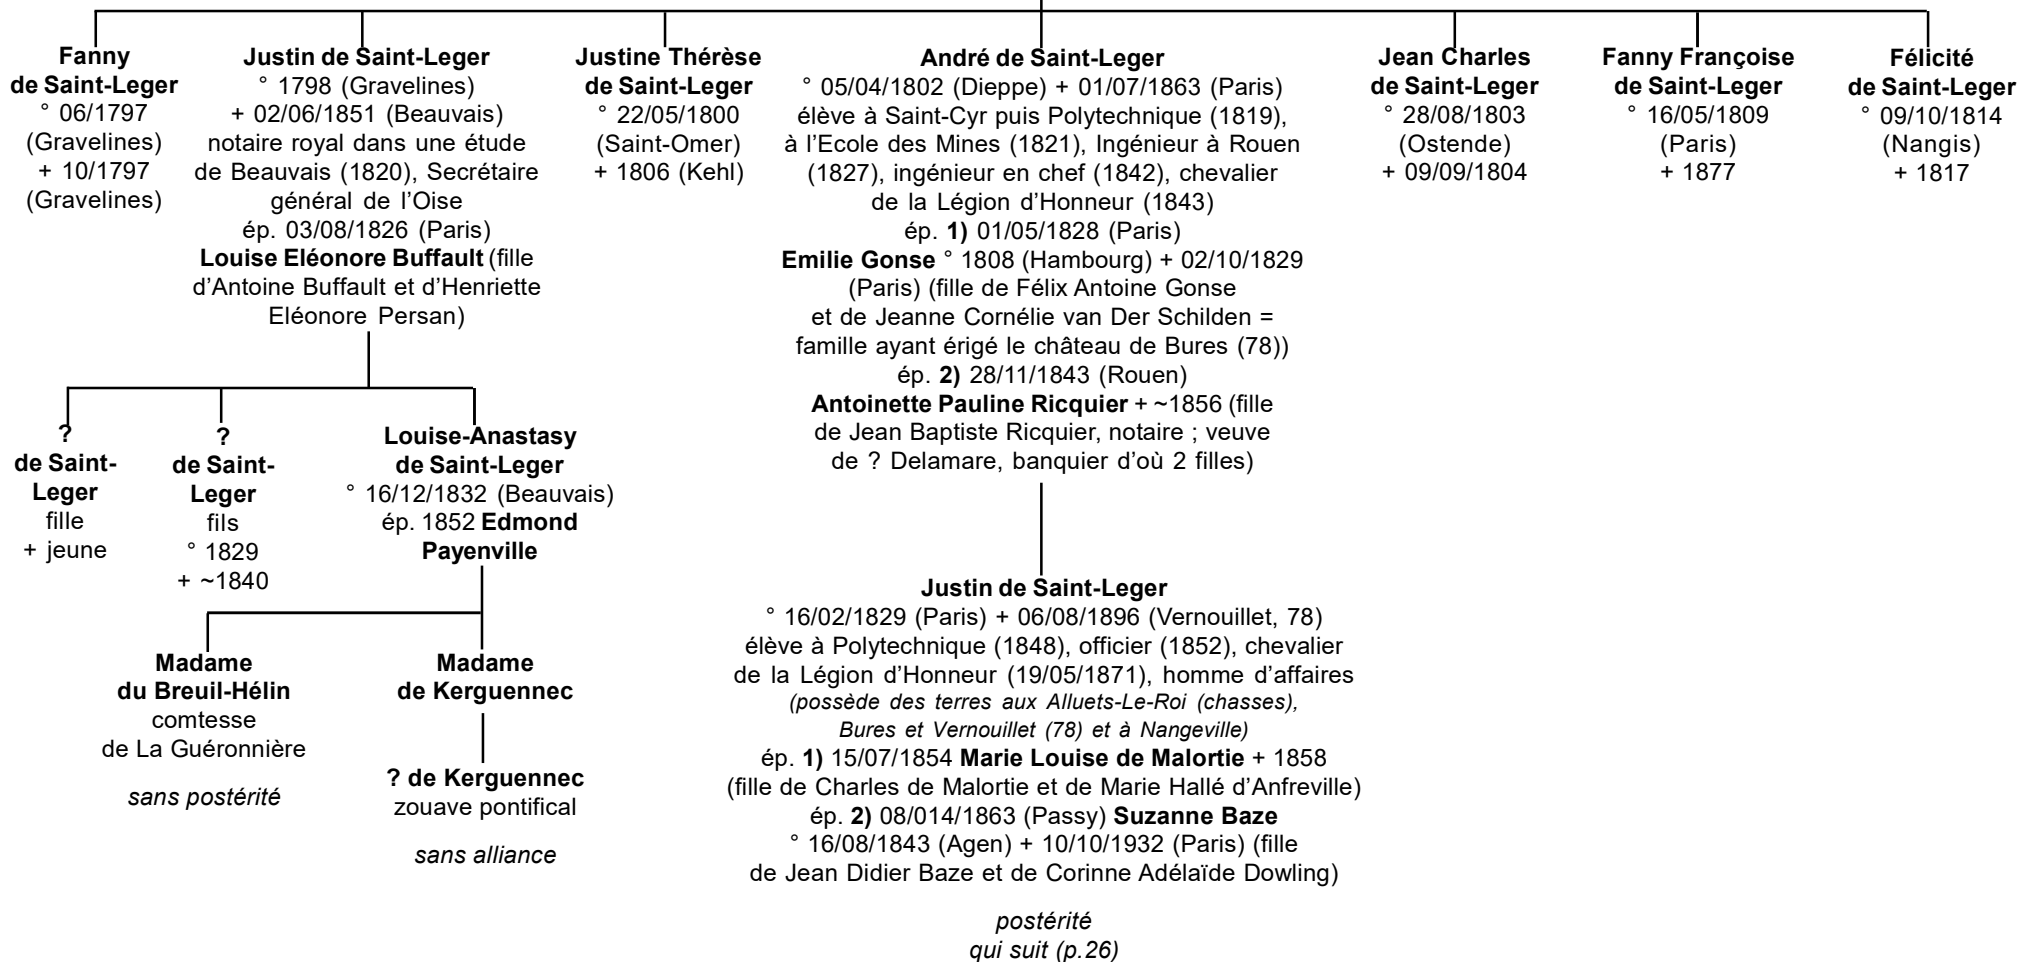 Fanny
de Saint-Leger
° 06/1797
(Gravelines)
+ 10/1797
(Gravelines)
Justin de Saint-Leger
° 1798 (Gravelines)
+ 02/06/1851 (Beauvais)
notaire royal dans une étude
de Beauvais (1820), Secrétaire
général de l'Oise
ép. 03/08/1826 (Paris)
Louise Eléonore Buffault (fille
d'Antoine Buffault et d'Henriette
Eléonore Persan)
Justine Thérèse
de Saint-Leger
° 22/05/1800
(Saint-Omer)
+ 1806 (Kehl)
André de Saint-Leger
° 05/04/1802 (Dieppe) + 01/07/1863 (Paris)
élève à Saint-Cyr puis Polytechnique (1819),
à l'Ecole des Mines (1821), Ingénieur à Rouen
(1827), ingénieur en chef (1842), chevalier
de la Légion d'Honneur (1843)
ép. 1) 01/05/1828 (Paris)
Emilie Gonse ° 1808 (Hambourg) + 02/10/1829
(Paris) (fille de Félix Antoine Gonse
et de Jeanne Cornélie van Der Schilden =
famille ayant érigé le château de Bures (78))
ép. 2) 28/11/1843 (Rouen)
Antoinette Pauline Ricquier + ~1856 (fille
de Jean Baptiste Ricquier, notaire ; veuve
de ? Delamare, banquier d'où 2 filles)
Jean Charles
de Saint-Leger
° 28/08/1803
(Ostende)
+ 09/09/1804
Fanny Françoise
de Saint-Leger
° 16/05/1809
(Paris)
+ 1877
Félicité
de Saint-Leger
° 09/10/1814
(Nangis)
+ 1817
?
de Saint-
Leger
fille
+ jeune
?
de Saint-
Leger
fils
° 1829
+ ~1840
Louise-Anastasy
de Saint-Leger
° 16/12/1832 (Beauvais)
ép. 1852 Edmond
Payenville
Madame
du Breuil-Hélin
comtesse
de La Guéronnière
sans postérité
Madame
de Kerguennec
? de Kerguennec
zouave pontifical
sans alliance
Justin de Saint-Leger
° 16/02/1829 (Paris) + 06/08/1896 (Vernouillet, 78)
élève à Polytechnique (1848), officier (1852), chevalier
de la Légion d'Honneur (19/05/1871), homme d'affaires
(possède des terres aux Alluets-Le-Roi (chasses),
Bures et Vernouillet (78) et à Nangeville)
ép. 1) 15/07/1854 Marie Louise de Malortie + 1858
(fille de Charles de Malortie et de Marie Hallé d'Anfreville)
ép. 2) 08/014/1863 (Passy) Suzanne Baze
° 16/08/1843 (Agen) + 10/10/1932 (Paris) (fille
de Jean Didier Baze et de Corinne Adélaïde Dowling)
postérité
qui suit (p.26)